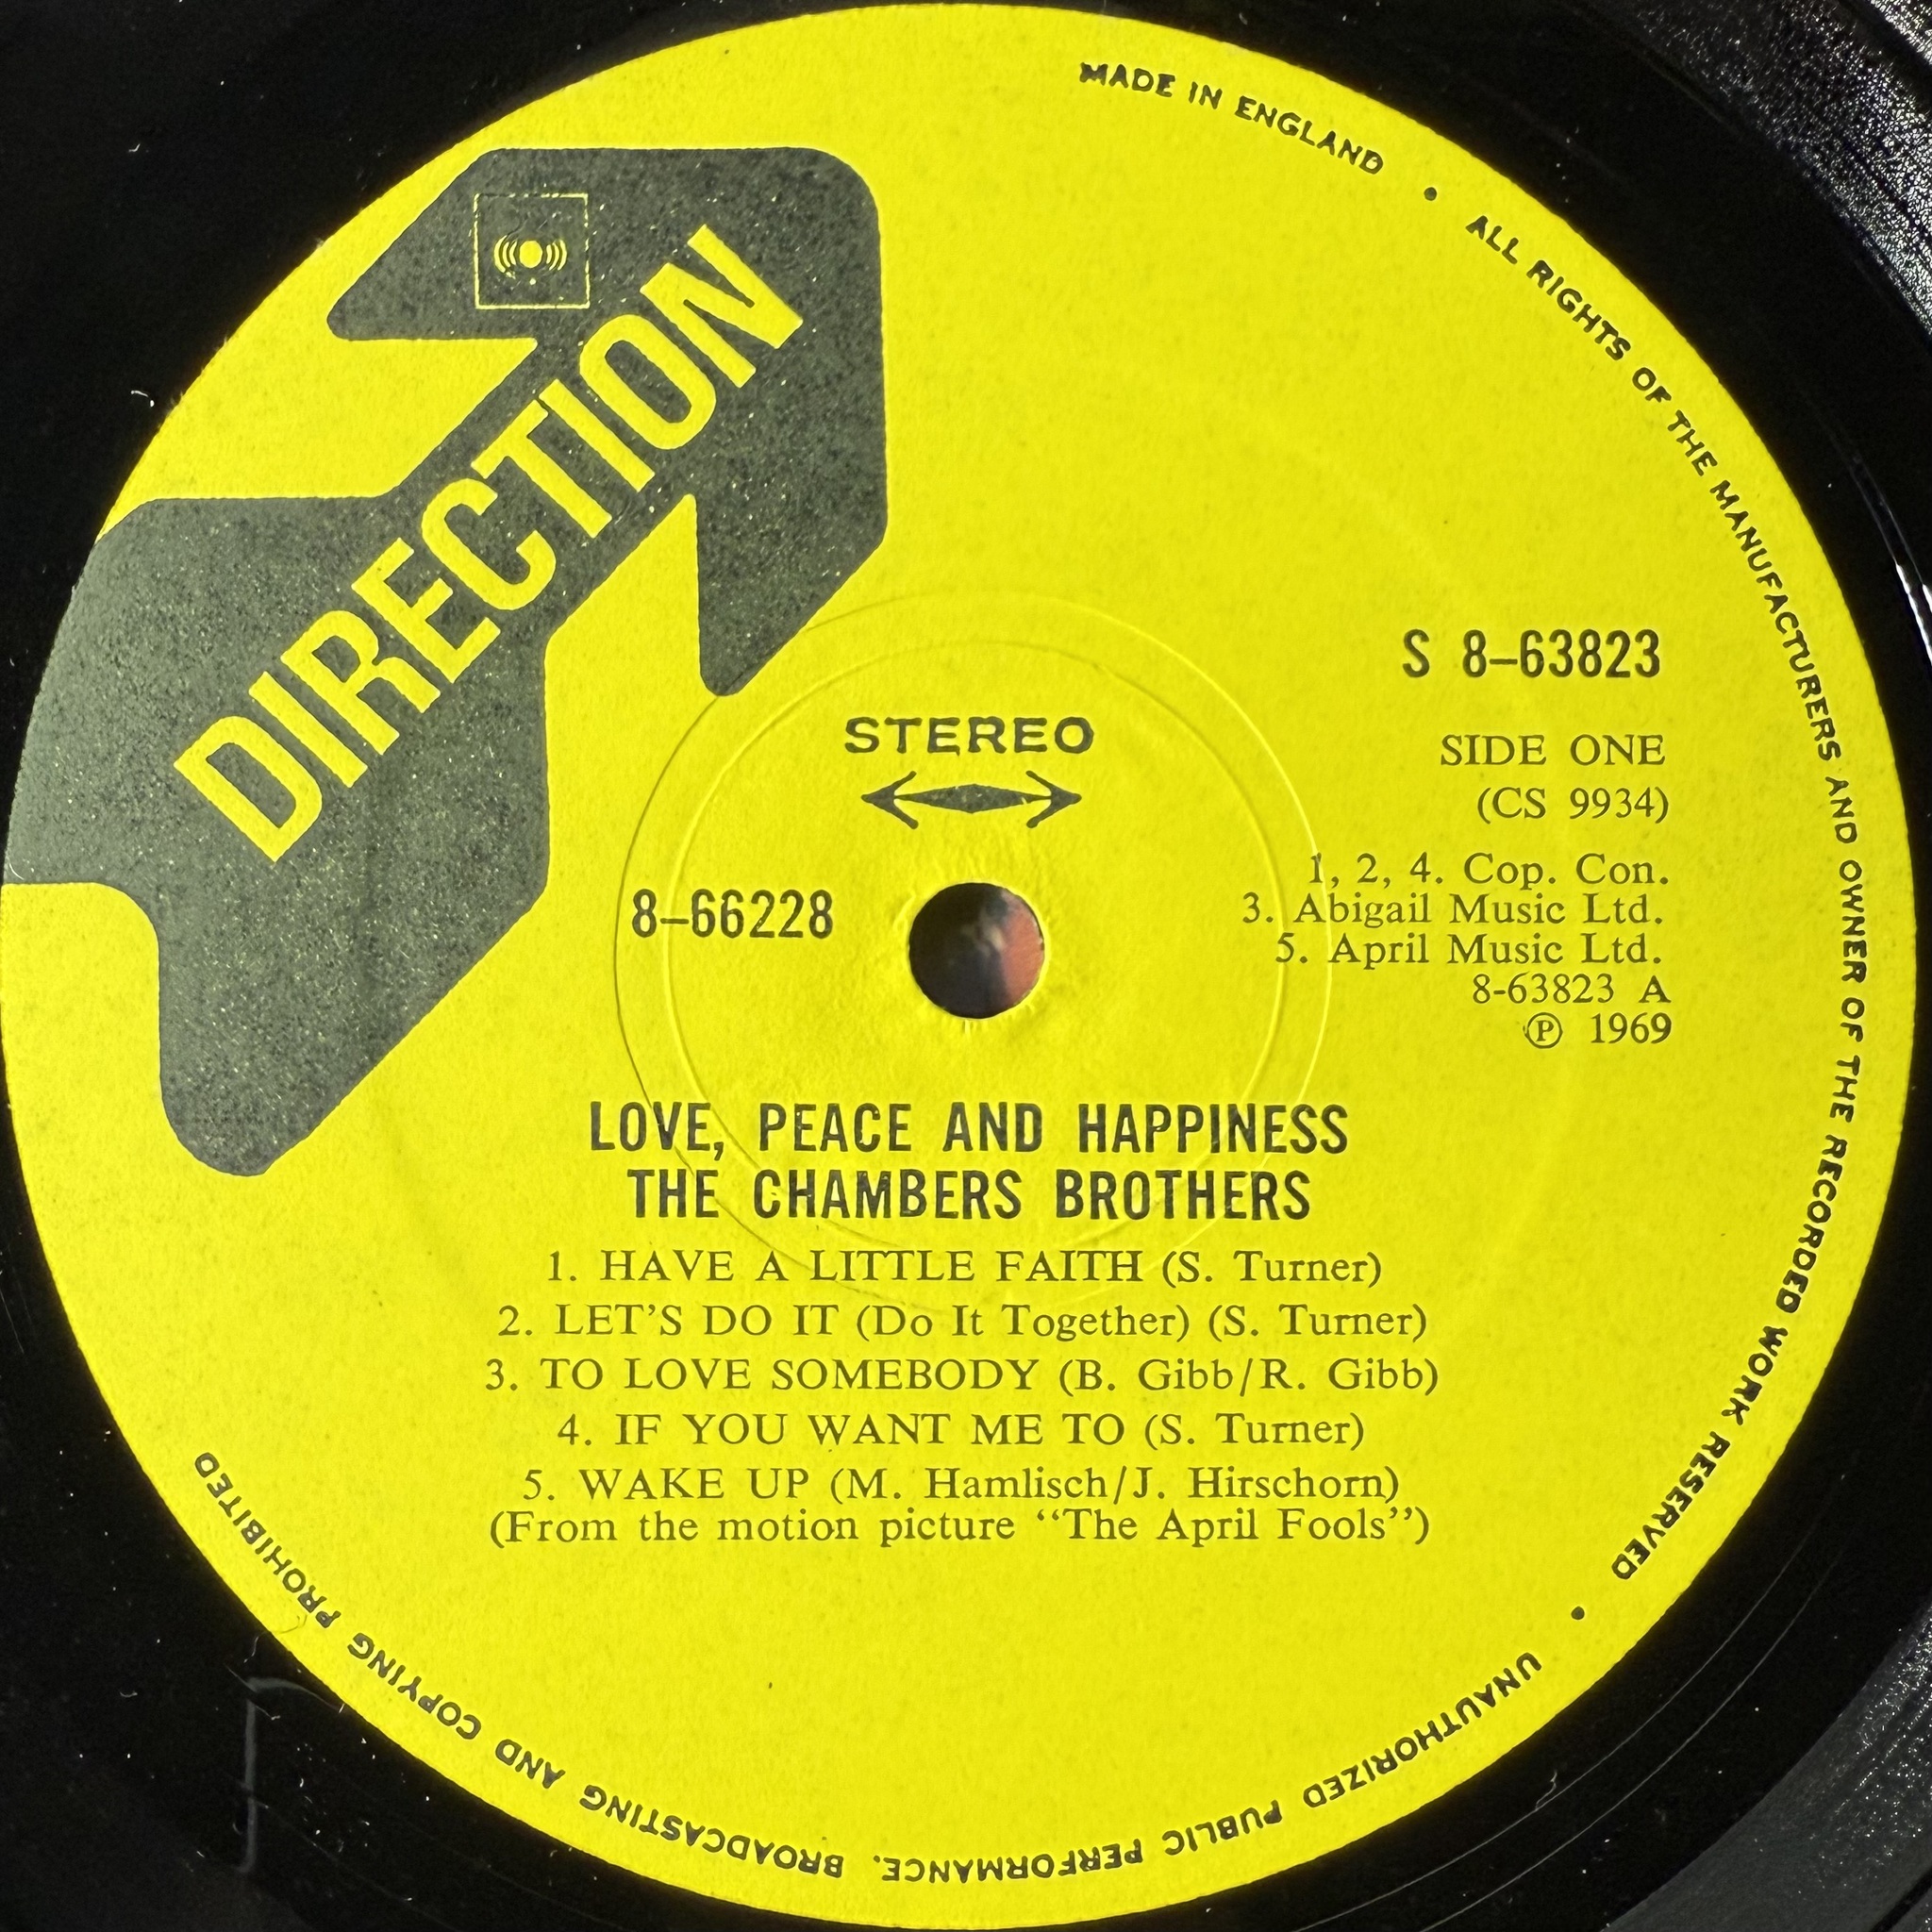 DIRECTION
MADE IN ENGLAND • ALL RIGHTS OF THE MANUFACTURERS AND OWNER OF THE RECORDED WORK RESERVED • UNAUTHORIZED PUBLIC PERFORMANCE. BROADCASTING AND COPYING PROHIBITED
S 8–63823
STEREO
SIDE ONE
(CS 9934)
8–66228
1, 2, 4. Cop. Con.
3. Abigail Music Ltd.
5. April Music Ltd.
8-63823 A
Ⓟ 1969
LOVE, PEACE AND HAPPINESS
THE CHAMBERS BROTHERS
1. HAVE A LITTLE FAITH (S. Turner)
2. LET'S DO IT (Do It Together) (S. Turner)
3. TO LOVE SOMEBODY (B. Gibb/R. Gibb)
4. IF YOU WANT ME TO (S. Turner)
5. WAKE UP (M. Hamlisch/J. Hirschorn)
(From the motion picture “The April Fools”)